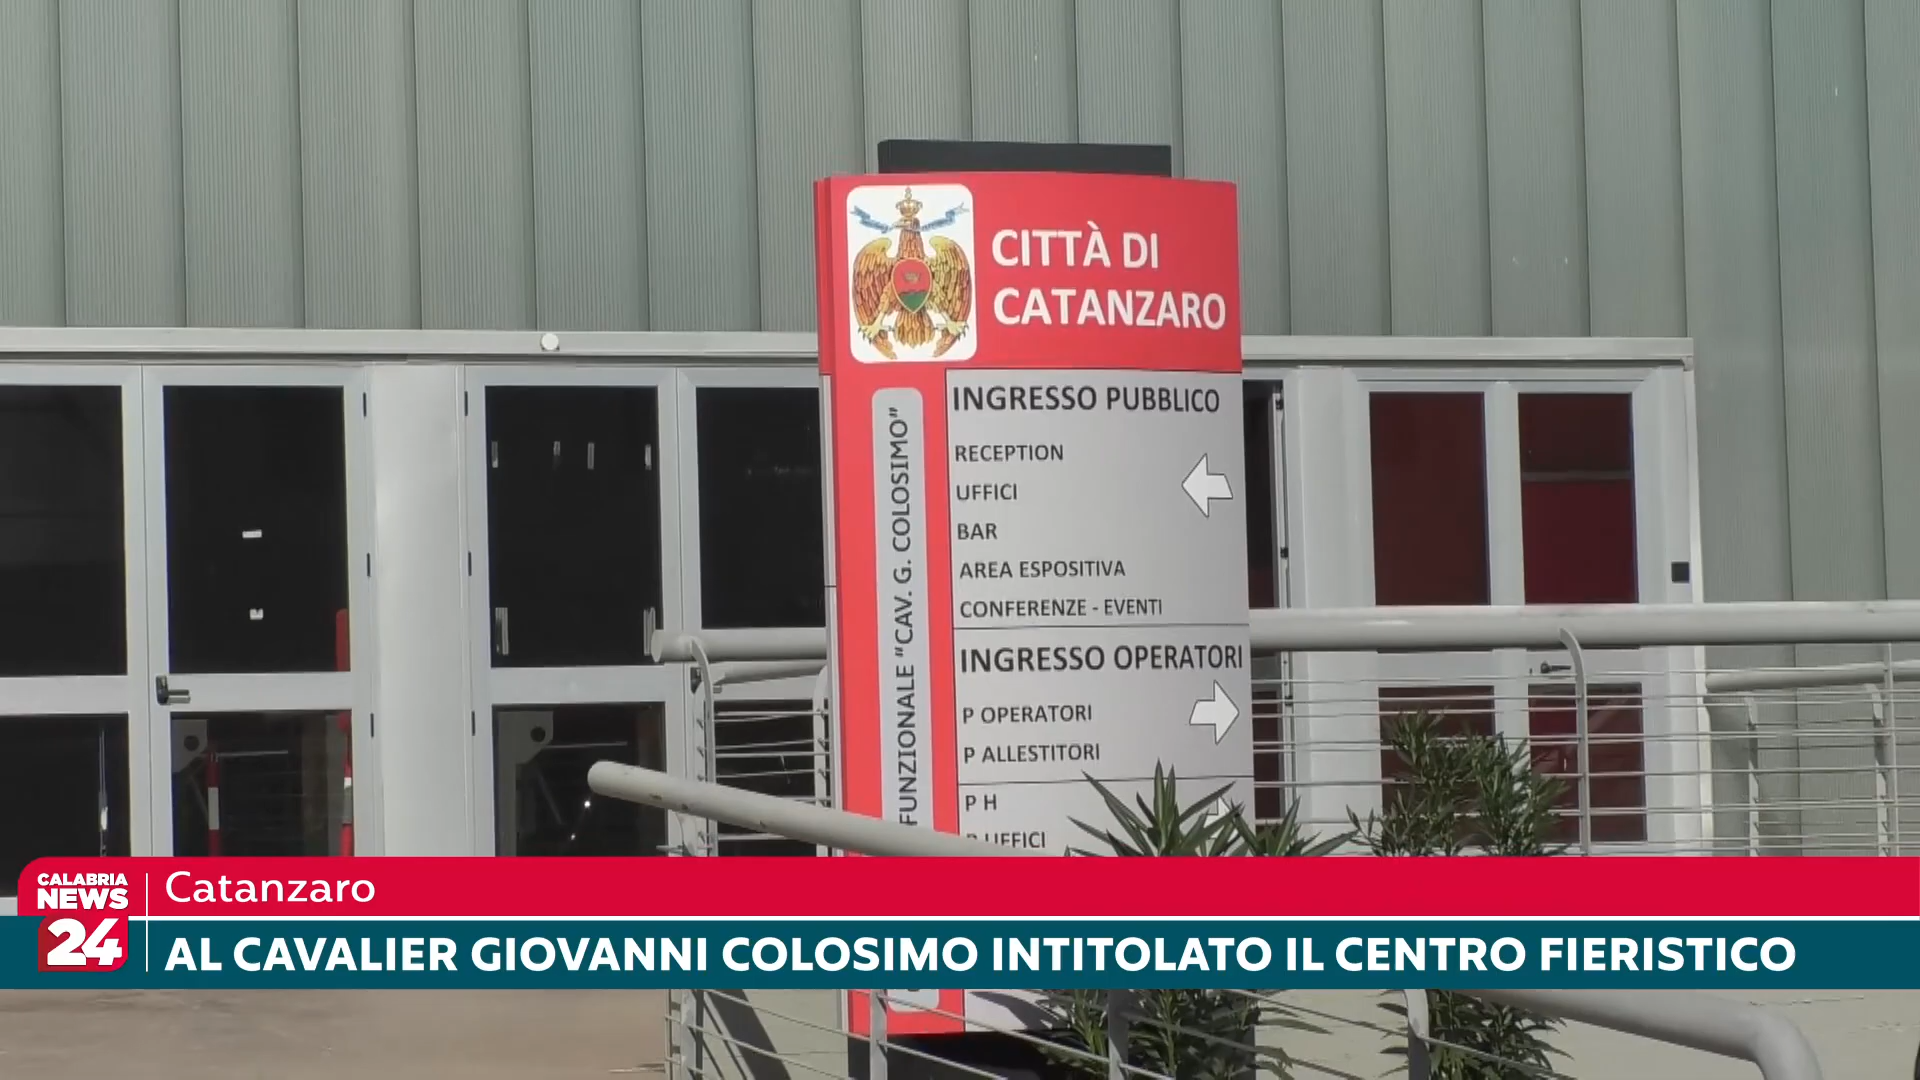 CITTÀ DI
CATANZARO
INGRESSO PUBBLICO
RECEPTION
UFFICI
BAR
AREA ESPOSITIVA
CONFERENZE - EVENTI
INGRESSO OPERATORI
P OPERATORI
P ALLESTITORI
P H
P UFFICI
FUNZIONALE "CAV. G. COLOSIMO"
CALABRIA
NEWS
24
Catanzaro
AL CAVALIER GIOVANNI COLOSIMO INTITOLATO IL CENTRO FIERISTICO